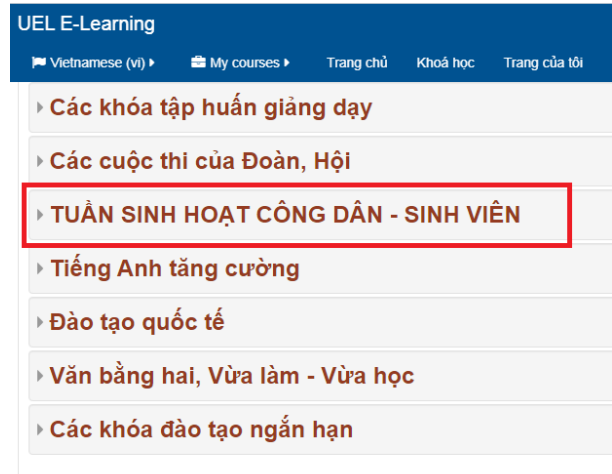 UEL E-Learning
Vietnamese (vi) My courses Trang chủ Khoá học Trang của tôi
Các khóa tập huấn giảng dạy
Các cuộc thi của Đoàn, Hội
TUẦN SINH HOẠT CÔNG DÂN - SINH VIÊN
Tiếng Anh tăng cường
Đào tạo quốc tế
Văn bằng hai, Vừa làm - Vừa học
Các khóa đào tạo ngắn hạn